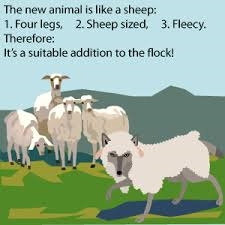 The new animal is like a sheep:
1. Four legs, 2. Sheep sized, 3. Fleecy.
Therefore:
It's a suitable addition to the flock!